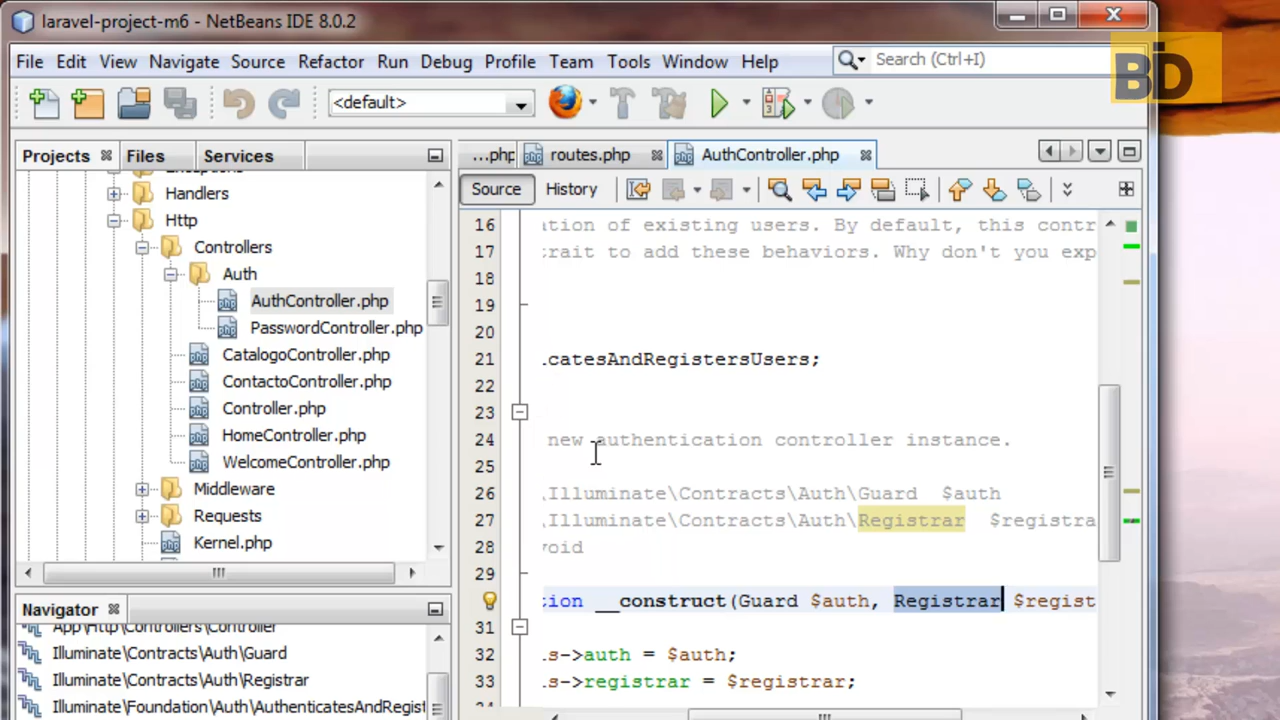 laravel-project-m6 - NetBeans IDE 8.0.2
BD
File Edit View Navigate Source Refactor Run Debug Profile Team Tools Window Help
Search (Ctrl+I)
<default>
Projects Files Services
...php routes.php AuthController.php
Source History
Exceptions
Handlers
Http
Controllers
Auth
AuthController.php
PasswordController.php
CatalogoController.php
ContactoController.php
Controller.php
HomeController.php
WelcomeController.php
Middleware
Requests
Kernel.php
Navigator
App\Http\Controllers\Controller
Illuminate\Contracts\Auth\Guard
Illuminate\Contracts\Auth\Registrar
Illuminate\Foundation\Auth\AuthenticatesAndRegist
16 ation of existing users. By default, this contr
17 rait to add these behaviors. Why don't you exp
18
19
20
21 .catesAndRegistersUsers;
22
23
24 new authentication controller instance.
25
26 \Illuminate\Contracts\Auth\Guard $auth
27 \Illuminate\Contracts\Auth\Registrar $registra
28 void
29
tion __construct(Guard $auth, Registrar $regist
31
32 .s->auth = $auth;
33 .s->registrar = $registrar;